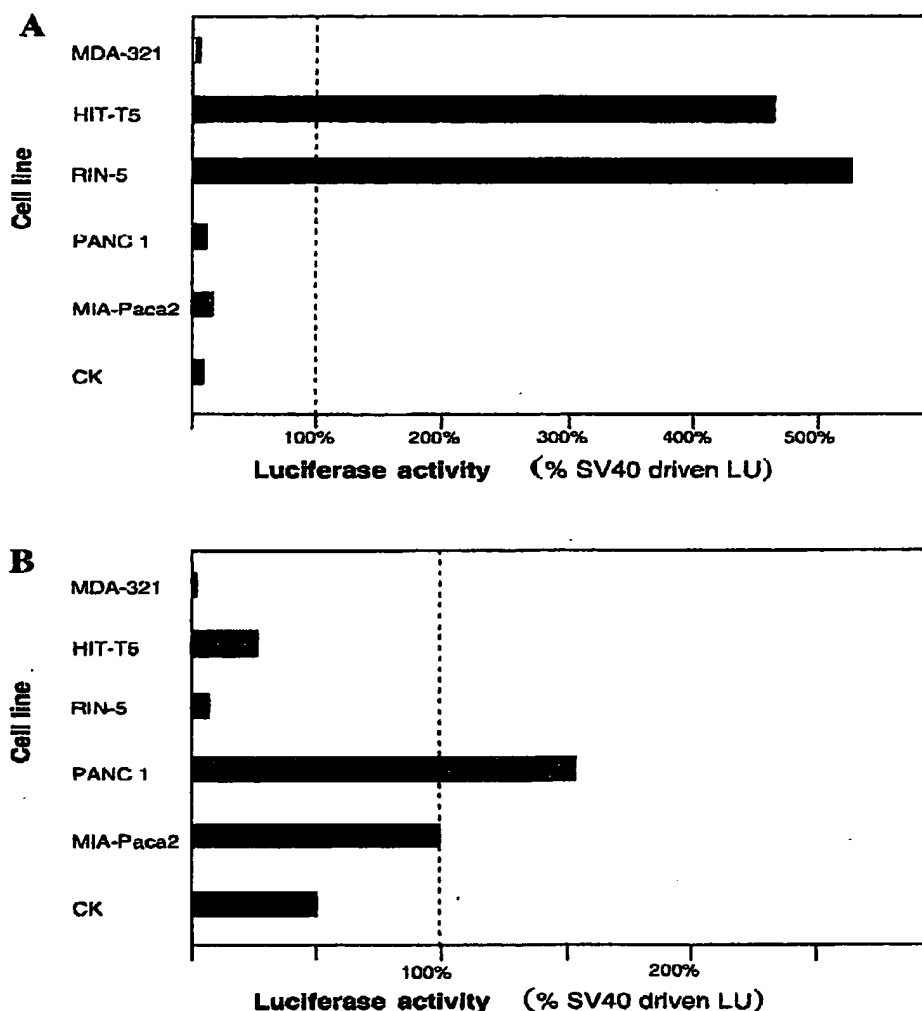 A
MDA-321
HIT-T5
RIN-5
PANC 1
MIA-Paca2
CK
Cell line
100% 200% 300% 400% 500%
Luciferase activity (% SV40 driven LU)
B
MDA-321
HIT-T5
RIN-5
PANC 1
MIA-Paca2
CK
Cell line
100% 200%
Luciferase activity (% SV40 driven LU)